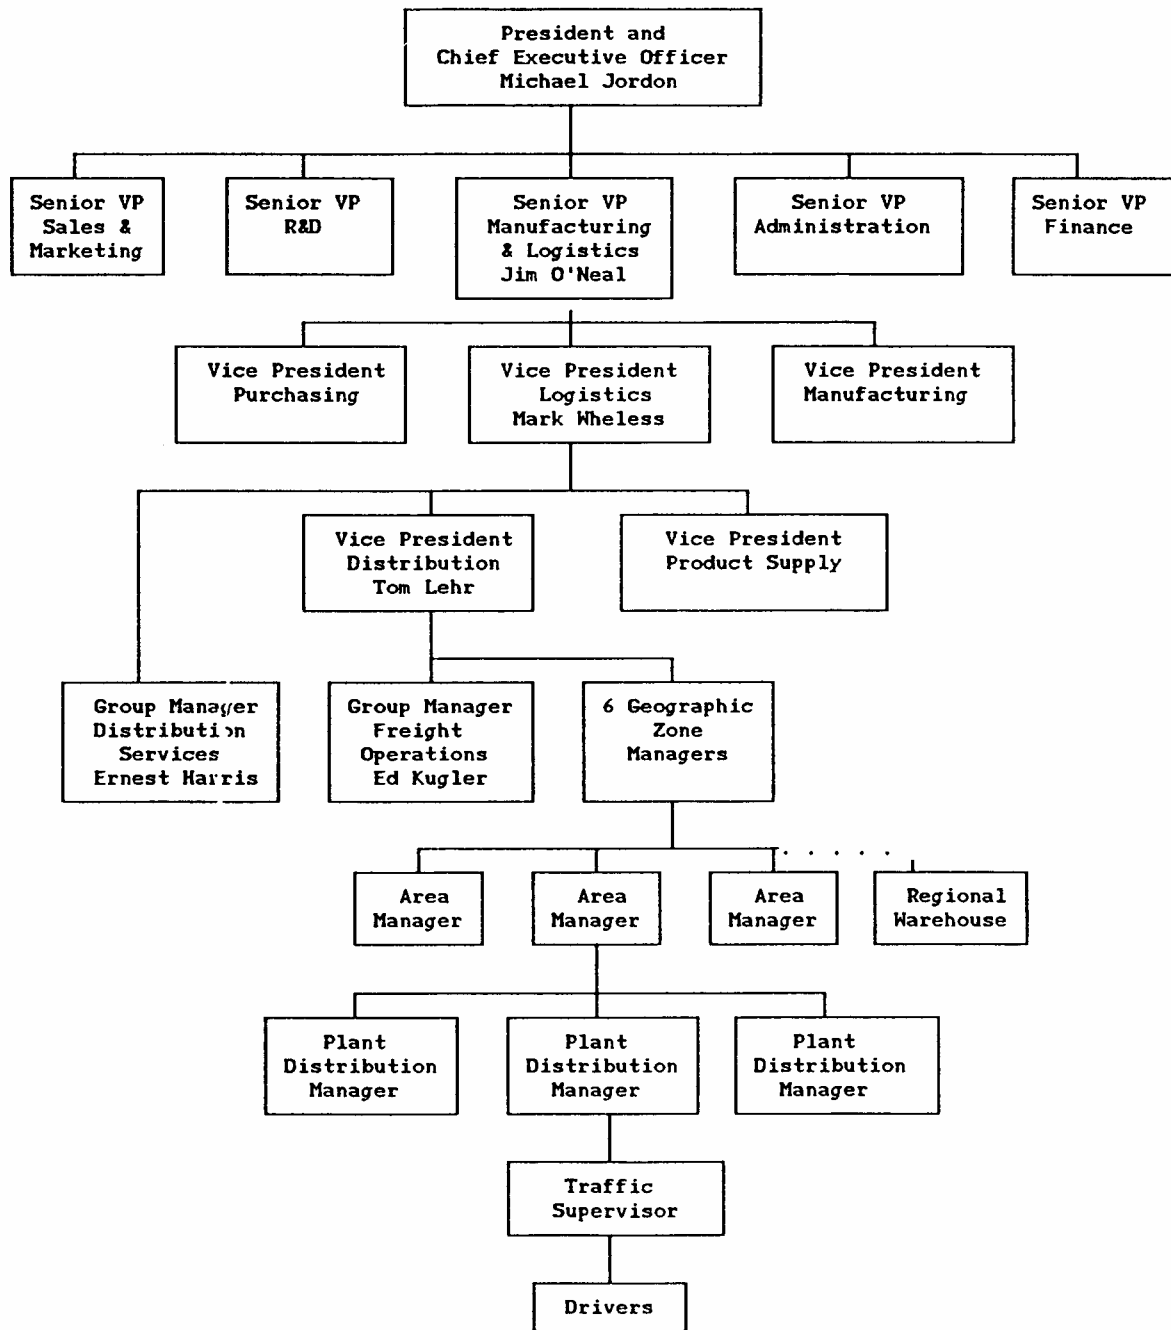 President and
Chief Executive Officer
Michael Jordon
Senior VP
Sales &
Marketing
Senior VP
R&D
Senior VP
Manufacturing
& Logistics
Jim O'Neal
Senior VP
Administration
Senior VP
Finance
Vice President
Purchasing
Vice President
Logistics
Mark Wheless
Vice President
Manufacturing
Vice President
Distribution
Tom Lehr
Vice President
Product Supply
Group Manager
Distribution
Services
Ernest Harris
Group Manager
Freight
Operations
Ed Kugler
6 Geographic
Zone
Managers
Area
Manager
Area
Manager
Area
Manager
Regional
Warehouse
Plant
Distribution
Manager
Plant
Distribution
Manager
Plant
Distribution
Manager
Traffic
Supervisor
Drivers